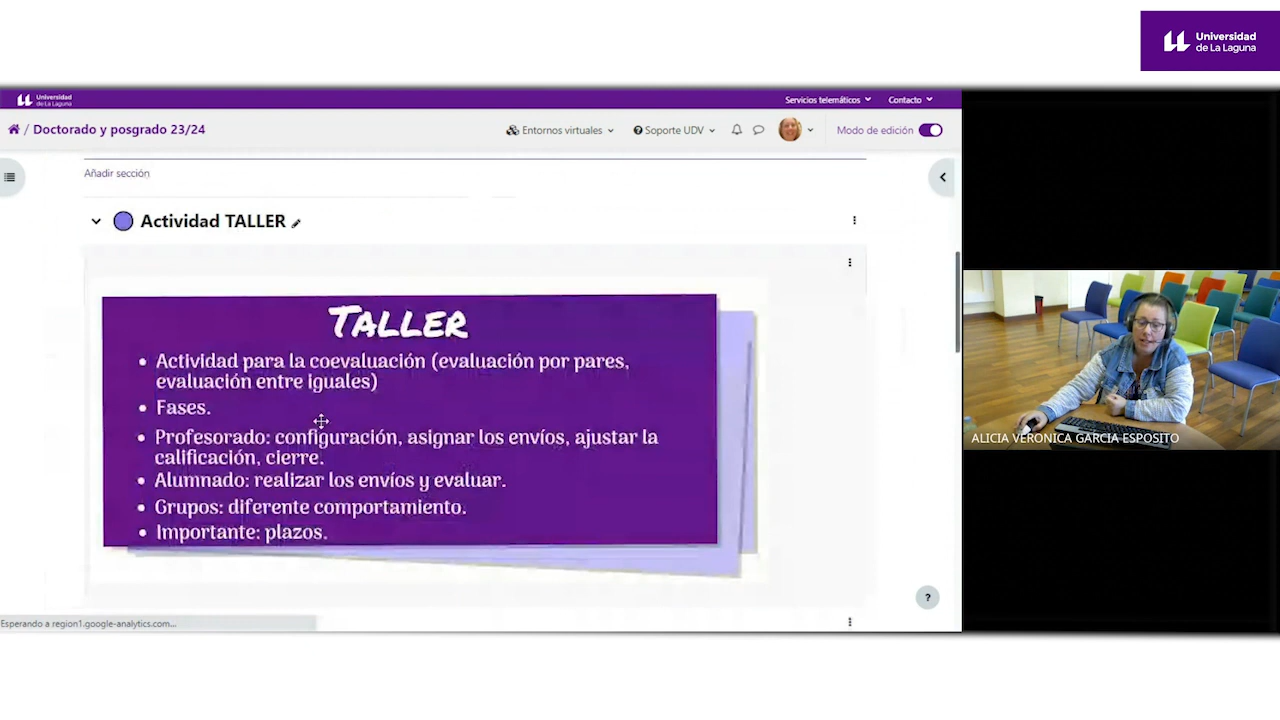 Universidad
de La Laguna
Universidad
de La Laguna
Servicios telemáticos
Contacto
/ Doctorado y posgrado 23/24
Entornos virtuales
Soporte UDV
Modo de edición
Añadir sección
Actividad TALLER
TALLER
• Actividad para la coevaluación (evaluación por pares,
evaluación entre iguales)
• Fases.
• Profesorado: configuración, asignar los envíos, ajustar la
calificación, cierre.
• Alumnado: realizar los envíos y evaluar.
• Grupos: diferente comportamiento.
• Importante: plazos.
ALICIA VERONICA GARCIA ESPOSITO
?
Esperando a region1.google-analytics.com...